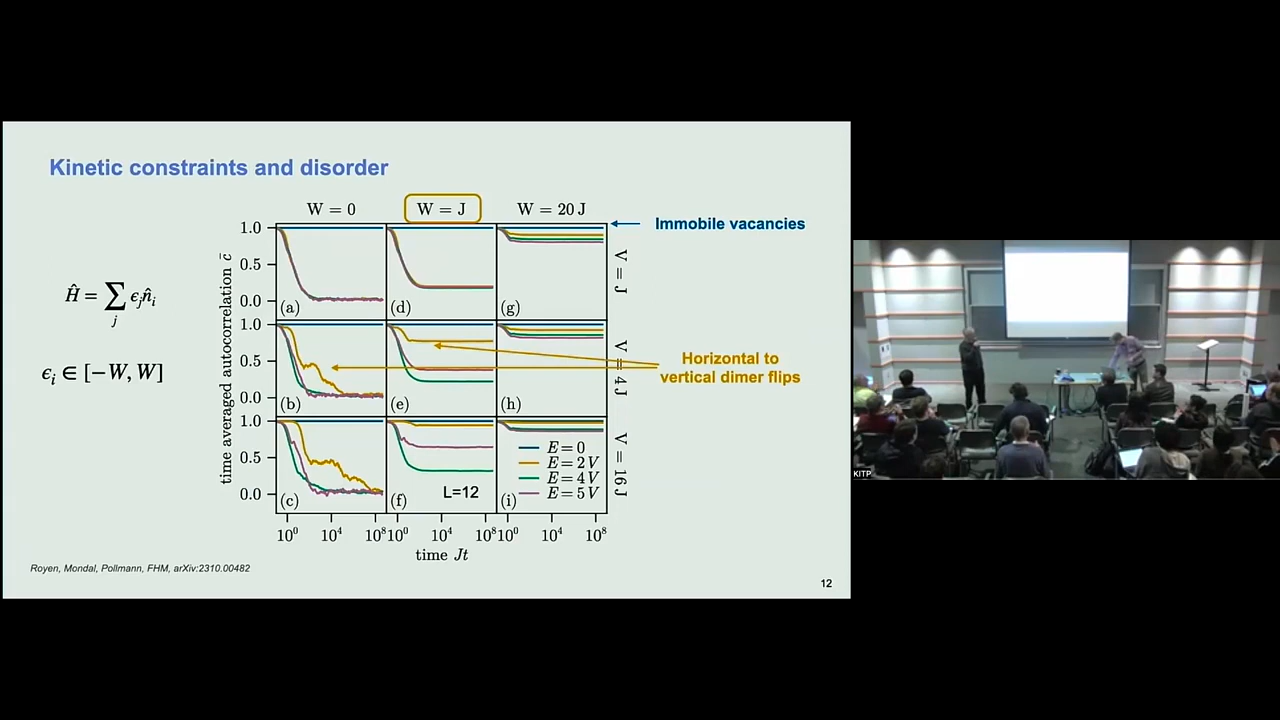 Kinetic constraints and disorder
W = 0
W = J
W = 20 J
Immobile vacancies
Ĥ = ∑ ϵⱼn̂ᵢ
j
ϵᵢ ∈ [−W, W]
time averaged autocorrelation c̄
1.0
0.5
0.0
(a)
(d)
(g)
V = J
1.0
0.5
0.0
(b)
(e)
(h)
V = 4J
Horizontal to
vertical dimer flips
1.0
0.5
0.0
(c)
(f)
L=12
(i)
E = 0
E = 2 V
E = 4 V
E = 5 V
V = 16 J
10⁰ 10⁴ 10⁸ 10⁰ 10⁴ 10⁸ 10⁰ 10⁴ 10⁸
time Jt
Royen, Mondal, Pollmann, FHM, arXiv:2310.00482
12
KITP